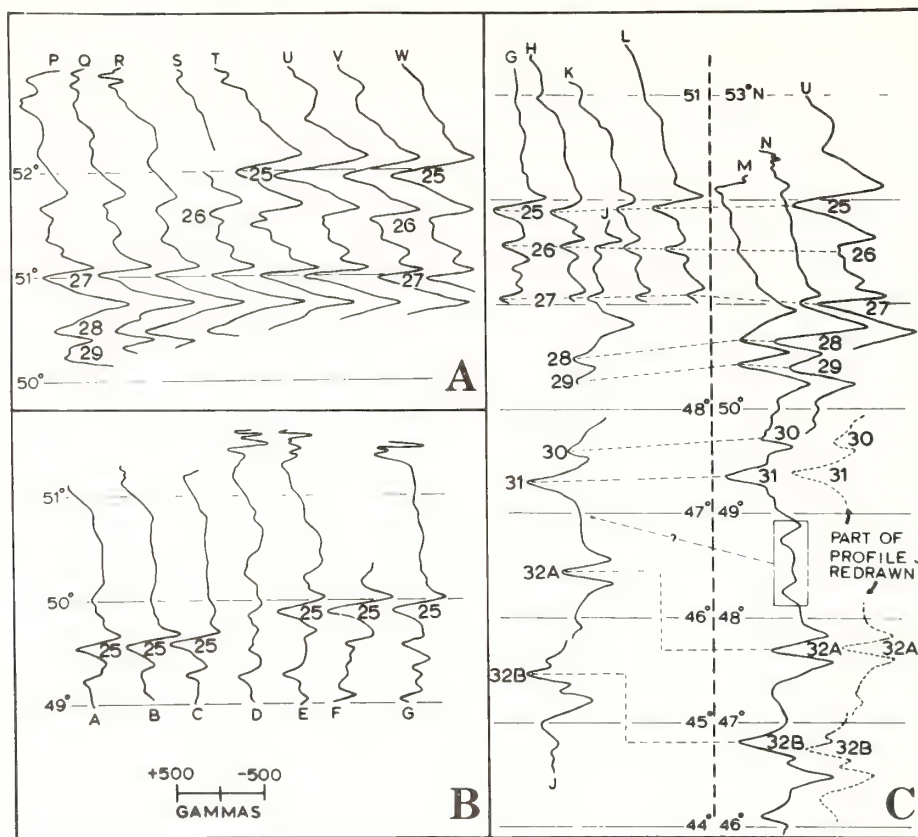 P Q R S T U V W
52°
25 25
26 26
51°
27 27
28
29
50°
A
51°
50°
25 25 25 25 25 25
49°
A B C D E F G
+500 -500
GAMMAS
B
G H K L
51 53°N U
N
M
25 25
J
26 26
27 27
28 28
29 29
48° 50°
30 30 30
31 31 31
47° 49°
?
PART OF
PROFILE J
REDRAWN
32A
46° 48°
32A 32A
32B
45° 47°
32B 32B
J
44° 46°
C